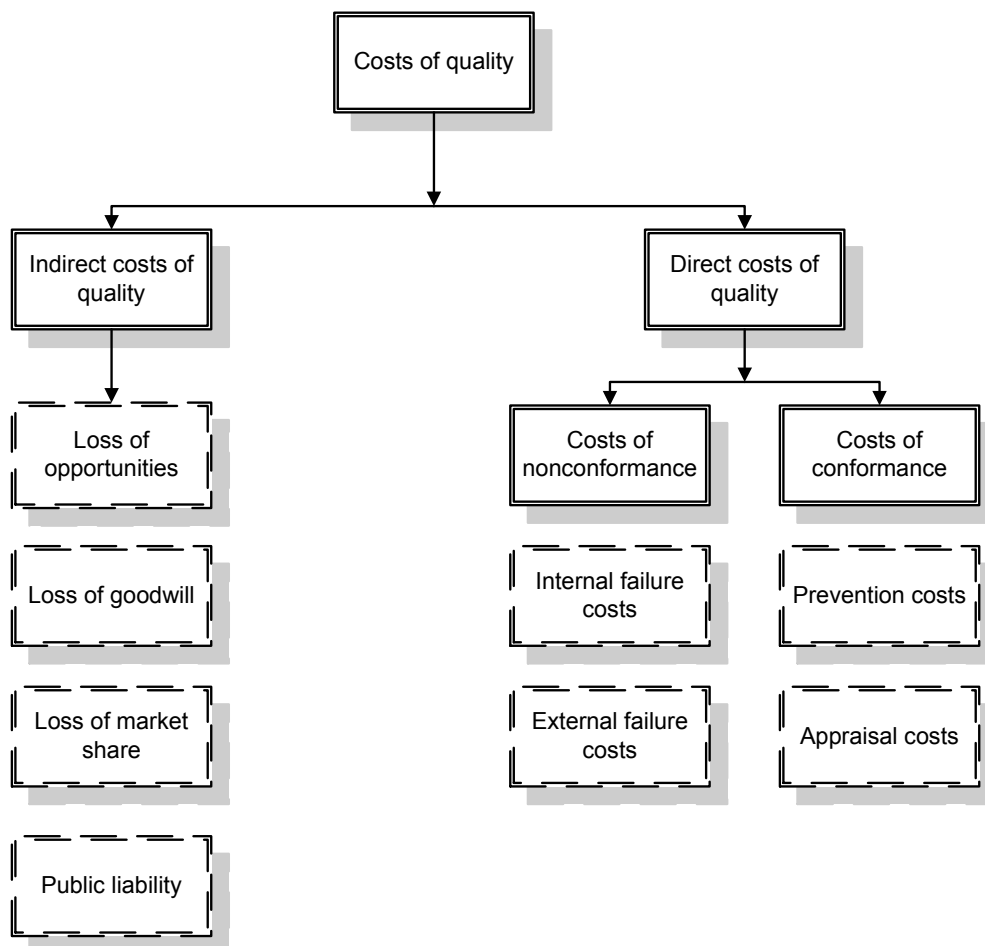 Costs of quality
Indirect costs of
quality
Direct costs of
quality
Loss of
opportunities
Costs of
nonconformance
Costs of
conformance
Loss of goodwill
Internal failure
costs
Prevention costs
Loss of market
share
External failure
costs
Appraisal costs
Public liability